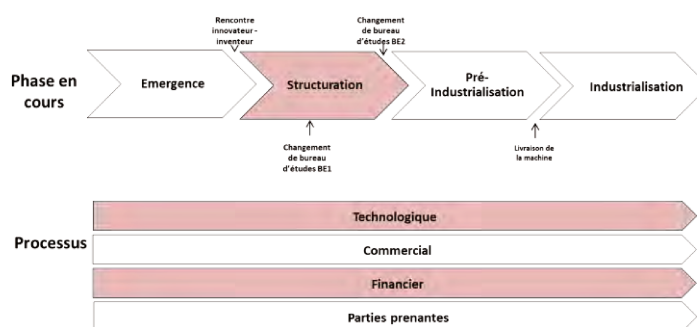 Rencontre
innovateur -
inventeur
Changement
de bureau
d'études BE2
Phase en
cours
Emergence
Structuration
Pré-
Industrialisation
Industrialisation
Changement
de bureau
d'études BE1
Livraison de
la machine
Processus
Technologique
Commercial
Financier
Parties prenantes